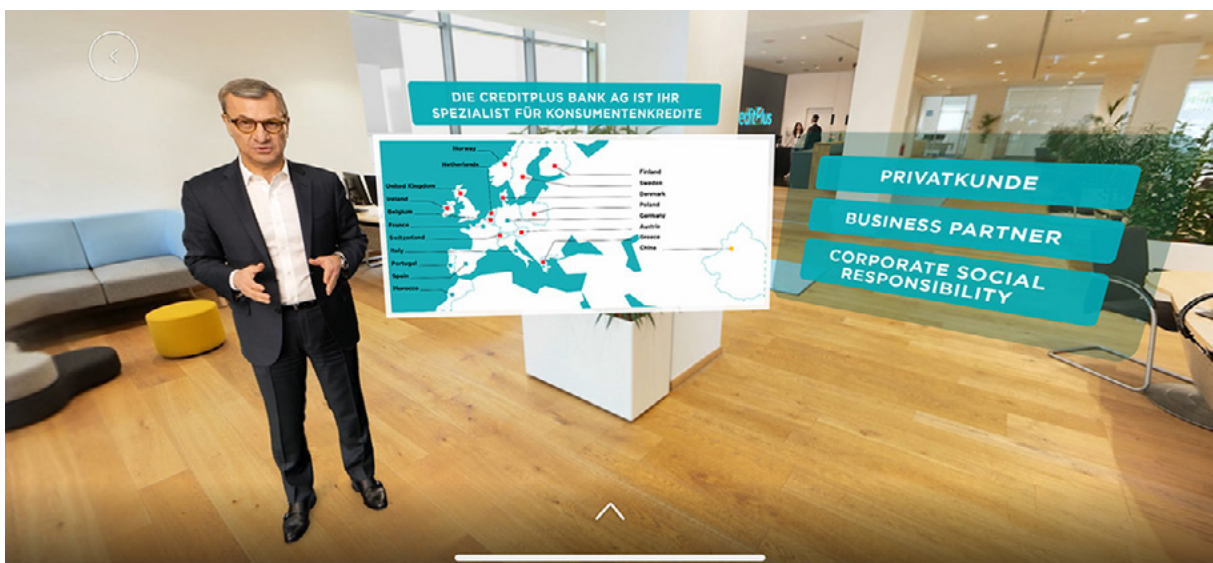 DIE CREDITPLUS BANK AG IST IHR
SPEZIALIST FÜR KONSUMENTENKREDITE
Norway
Netherlands
United Kingdom
Ireland
Belgium
France
Switzerland
Italy
Portugal
Spain
Morocco
Finland
Sweden
Denmark
Poland
Germany
Austria
Greece
China
editPlus
PRIVATKUNDE
BUSINESS PARTNER
CORPORATE SOCIAL
RESPONSIBILITY